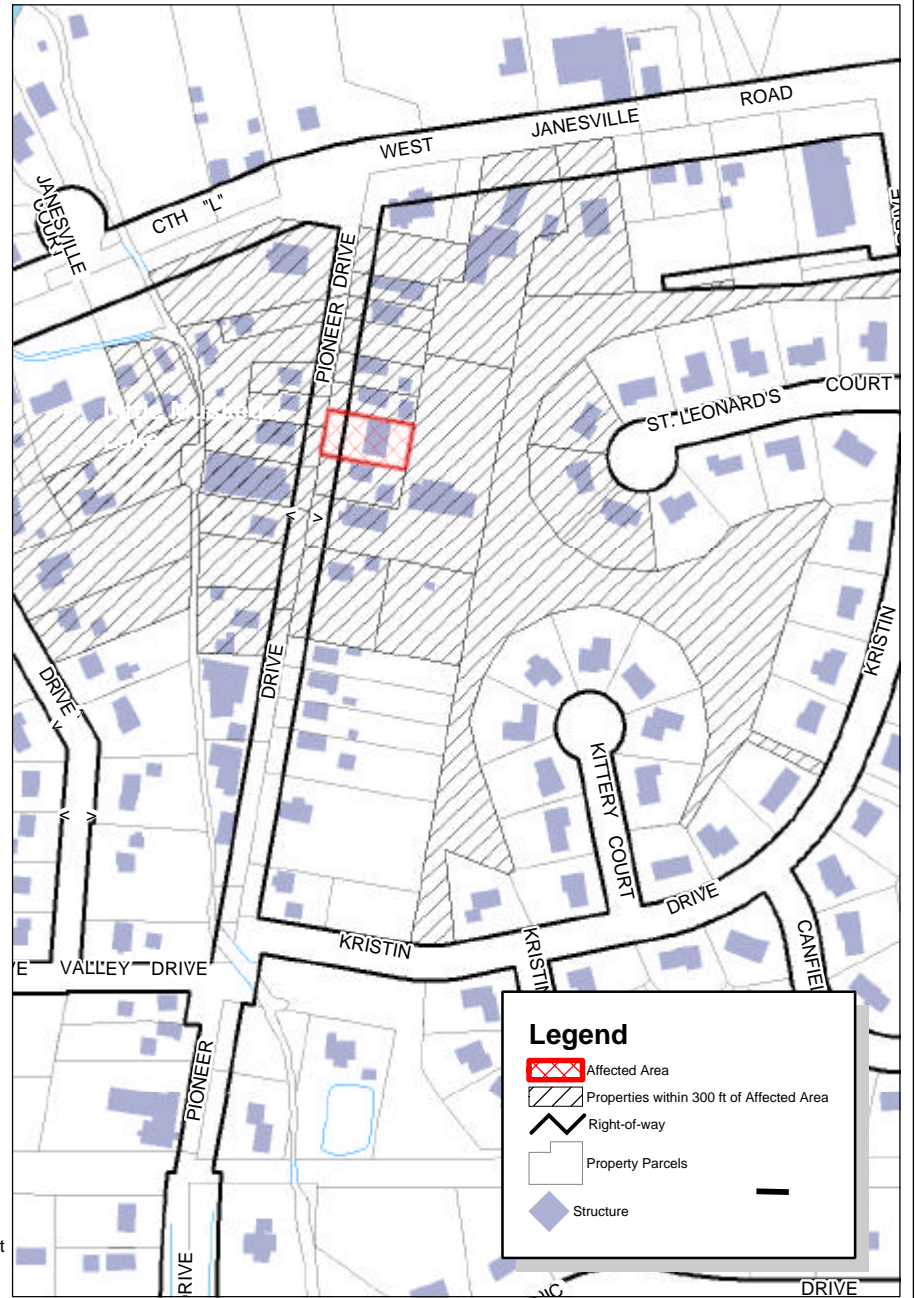 WEST JANESVILLE ROAD
CTH "L"
JANESVILLE
COURT
PIONEER DRIVE
ST. LEONARD'S COURT
Lake
DRIVE
DRIVE
KRISTIN
KITTERY COURT
KRISTIN DRIVE
KRISTIN
VALLEY DRIVE
PIONEER
DRIVE
Legend
Affected Area
Properties within 300 ft of Affected Area
Right-of-way
Property Parcels
Structure
DRIVE